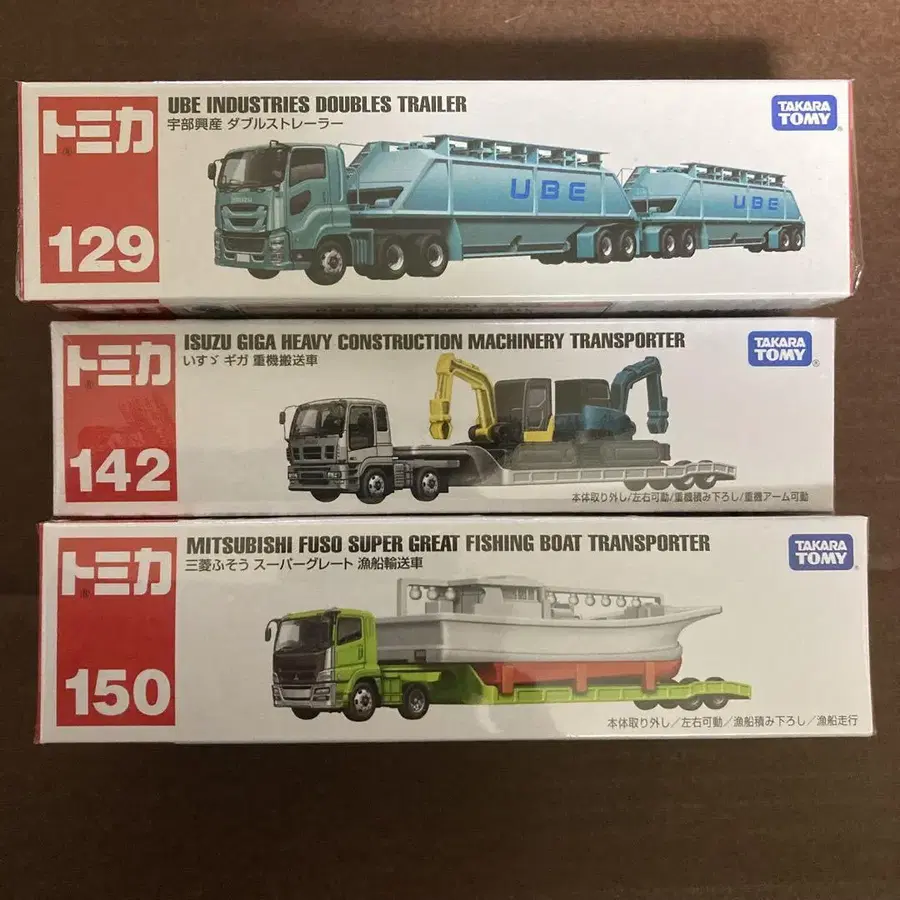 トミカ
129
UBE INDUSTRIES DOUBLES TRAILER
宇部興産 ダブルストレーラー
TAKARA TOMY
ISUZU
UBE
UBE
トミカ
142
ISUZU GIGA HEAVY CONSTRUCTION MACHINERY TRANSPORTER
いすゞ ギガ 重機搬送車
TAKARA TOMY
本体取り外し/左右可動/重機積み下ろし/重機アーム可動
トミカ
150
MITSUBISHI FUSO SUPER GREAT FISHING BOAT TRANSPORTER
三菱ふそう スーパーグレート 漁船輸送車
TAKARA TOMY
本体取り外し/左右可動/漁船積み下ろし/漁船走行